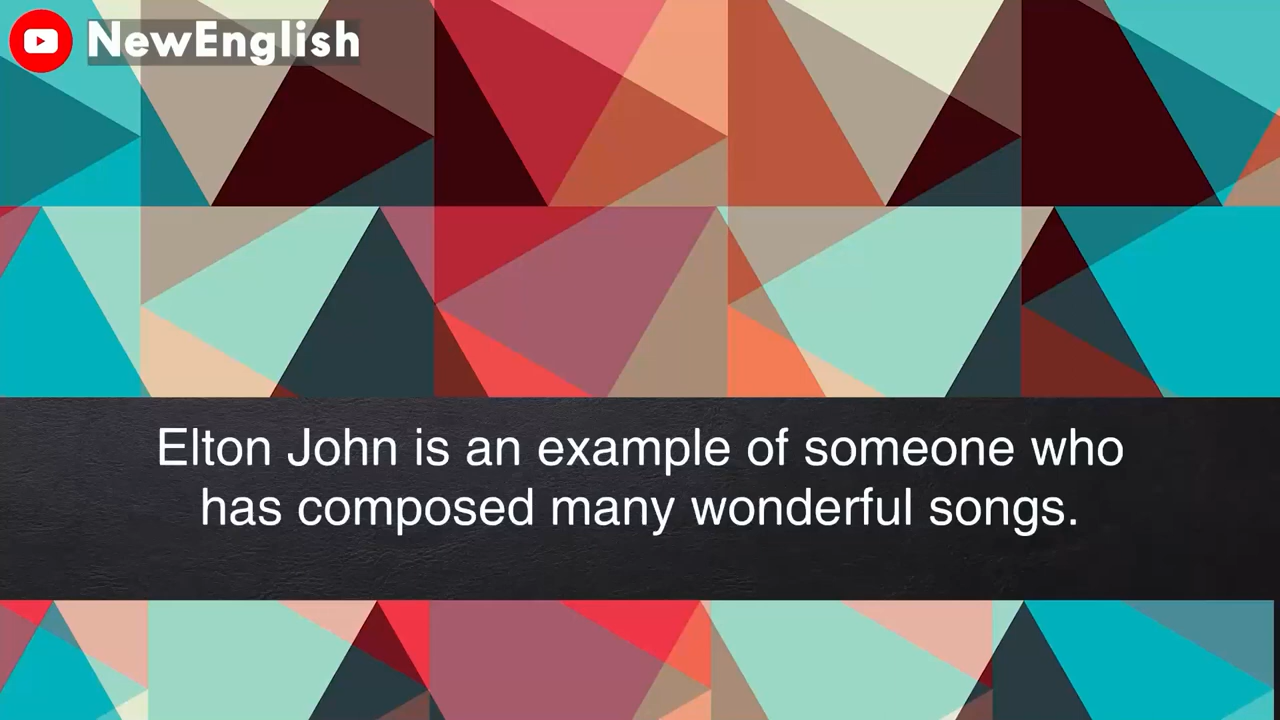 NewEnglish
Elton John is an example of someone who
has composed many wonderful songs.